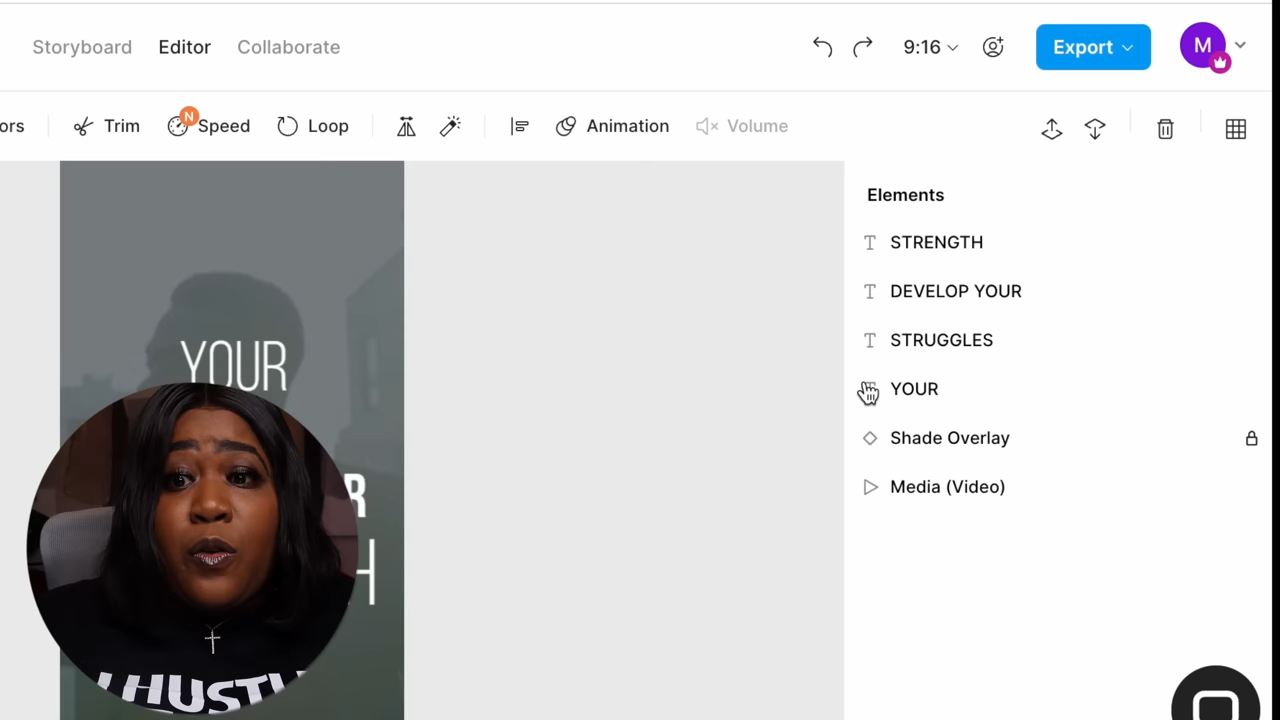 Storyboard Editor Collaborate 9:16 Export M
ors Trim N Speed Loop Animation Volume
Elements
STRENGTH
DEVELOP YOUR
STRUGGLES
YOUR
Shade Overlay
Media (Video)
YOUR
R
H
HUSTL